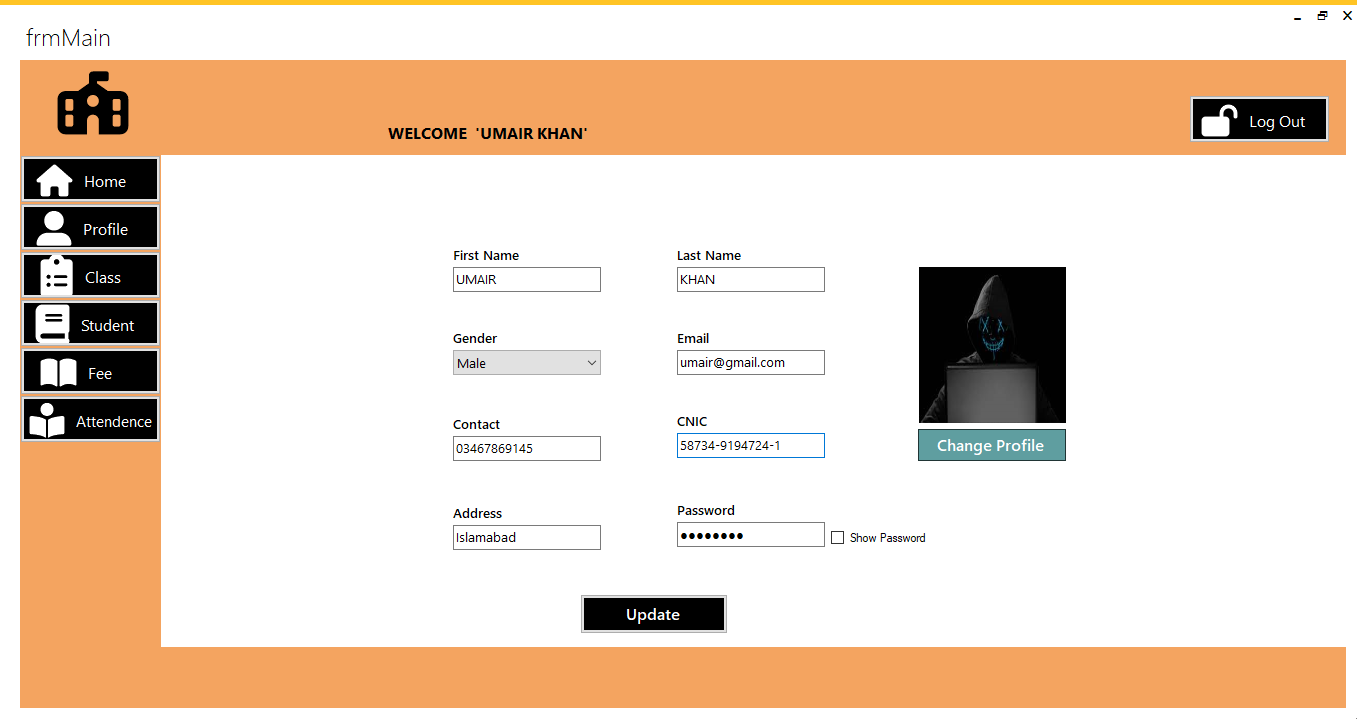 frmMain
WELCOME 'UMAIR KHAN'
Log Out
Home
Profile
Class
Student
Fee
Attendence
First Name
UMAIR
Last Name
KHAN
Gender
Male
Email
umair@gmail.com
Contact
03467869145
CNIC
58734-9194724-1
Change Profile
Address
Islamabad
Password
●●●●●●●●
Show Password
Update